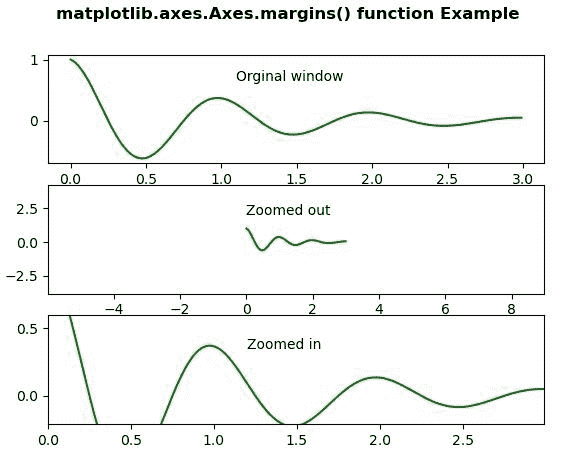 matplotlib.axes.Axes.margins() function Example
Orginal window
1
0
0.0 0.5 1.0 1.5 2.0 2.5 3.0
Zoomed out
2.5
0.0
−2.5
−4 −2 0 2 4 6 8
Zoomed in
0.5
0.0
0.0 0.5 1.0 1.5 2.0 2.5